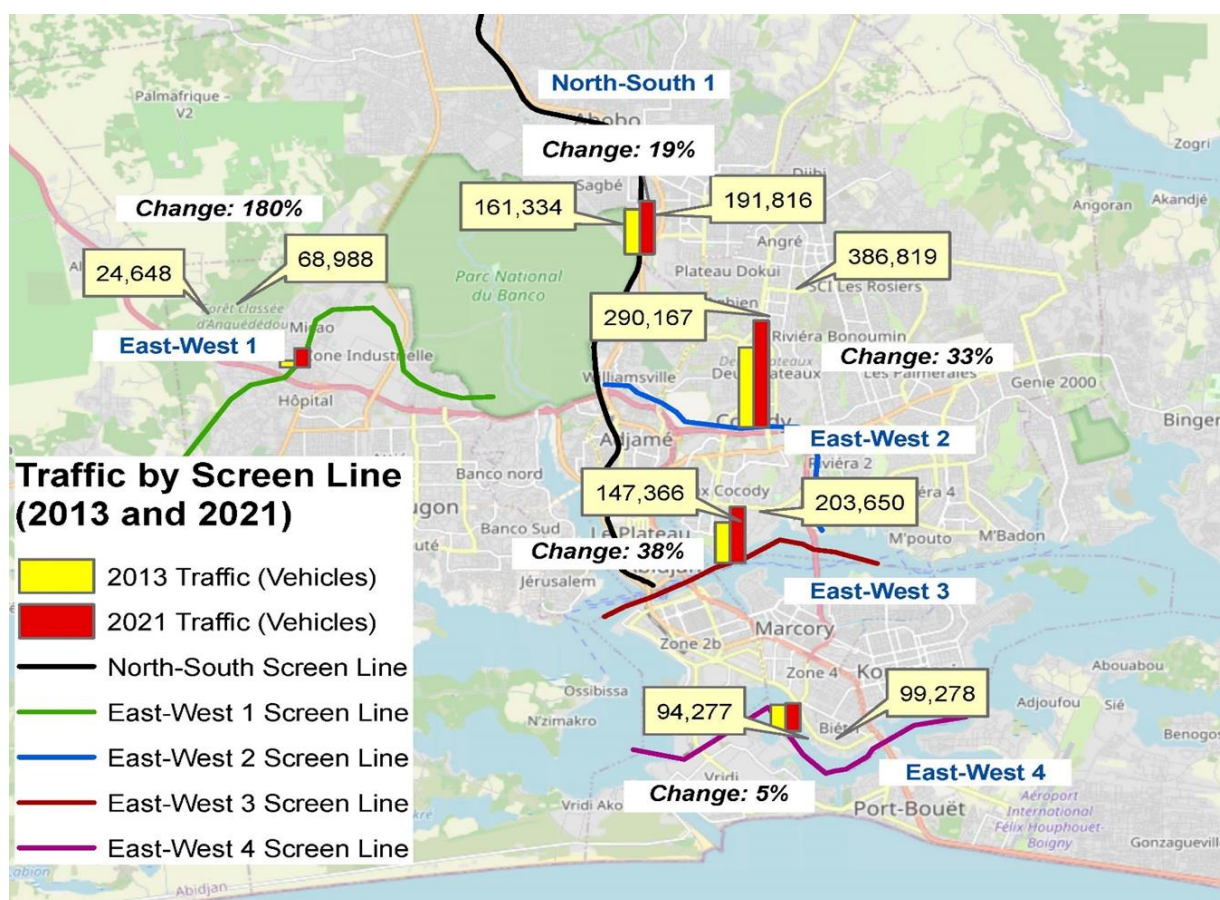 North-South 1
Palmafrique –
V2
Abobo
Change: 19%
Zogri
Sagbé
Akandjé
Change: 180%
161,334
191,816
Angoran
Angré
24,648
68,988
Parc National
du Banco
Plateau Dokui
386,819
SCI Les Rosiers
Forêt classée
d'Anguédédou
290,167
Riviéra Bonoumin
East-West 1
Zone Industrielle
Change: 33%
Williamsville
Les Palmeraies
Genie 2000
Hôpital
Cocody
Binger
Adjamé
East-West 2
Riviéra 2
Traffic by Screen Line
(2013 and 2021)
Banco nord
147,366
203,650
Banco Sud
Le Plateau
M'pouto
M'Badon
Change: 38%
Jérusalem
2013 Traffic (Vehicles)
East-West 3
2021 Traffic (Vehicles)
Marcory
Zone 2b
North-South Screen Line
Zone 4
Abouabou
Ossibissa
Adjoufou
Sié
East-West 1 Screen Line
N'zimakro
94,277
99,278
Benogos
East-West 2 Screen Line
Vridi
East-West 4
Change: 5%
East-West 3 Screen Line
Vridi Ako
Port-Bouët
Aéroport
International
Félix Houphouet-
Boigny
Gonzagueville
East-West 4 Screen Line
Abidjan